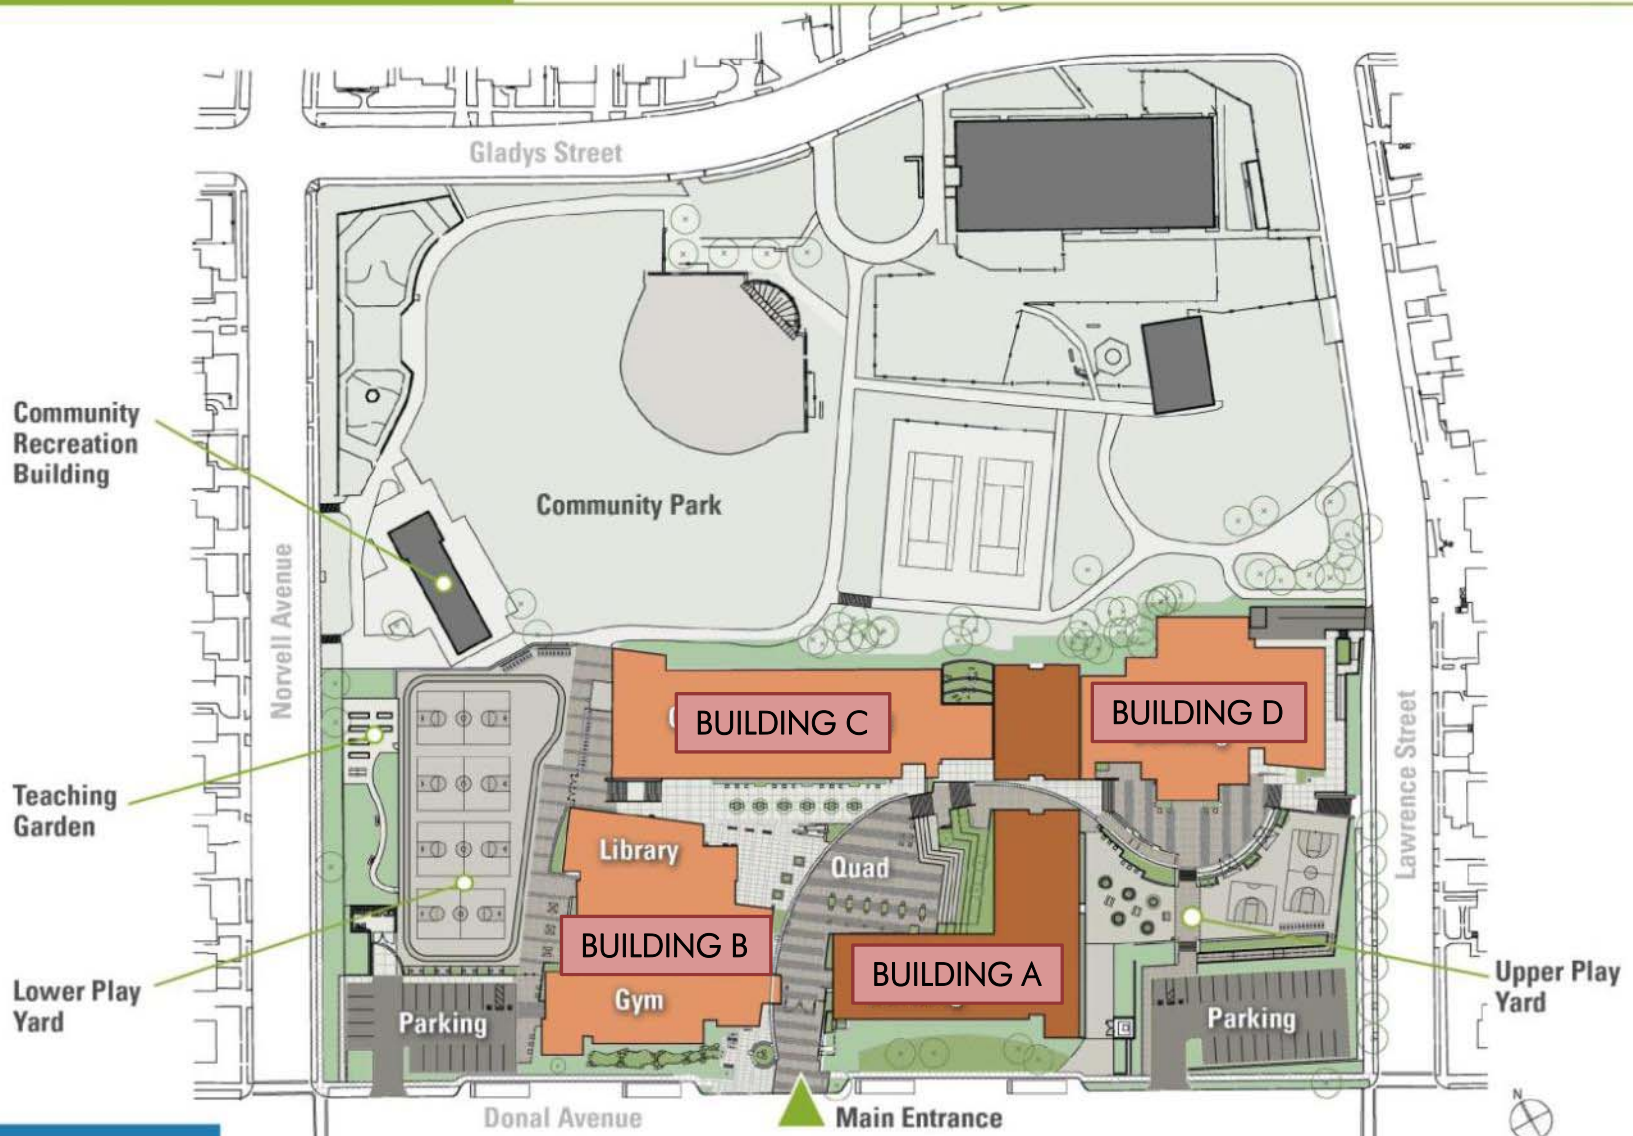 Gladys Street
Community
Recreation
Building
Community Park
Norvell Avenue
BUILDING C
BUILDING D
Lawrence Street
Teaching
Garden
Library
Quad
BUILDING B
BUILDING A
Lower Play
Yard
Gym
Upper Play
Yard
Parking
Parking
Donal Avenue
Main Entrance
N